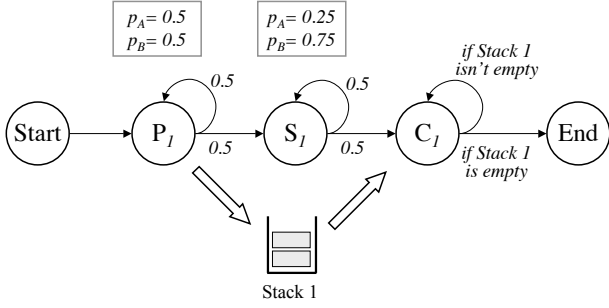 p_A= 0.5
p_B= 0.5
p_A= 0.25
p_B= 0.75
if Stack 1
isn't empty
0.5
0.5
Start
P_1
S_1
C_1
End
0.5
0.5
if Stack 1
is empty
Stack 1